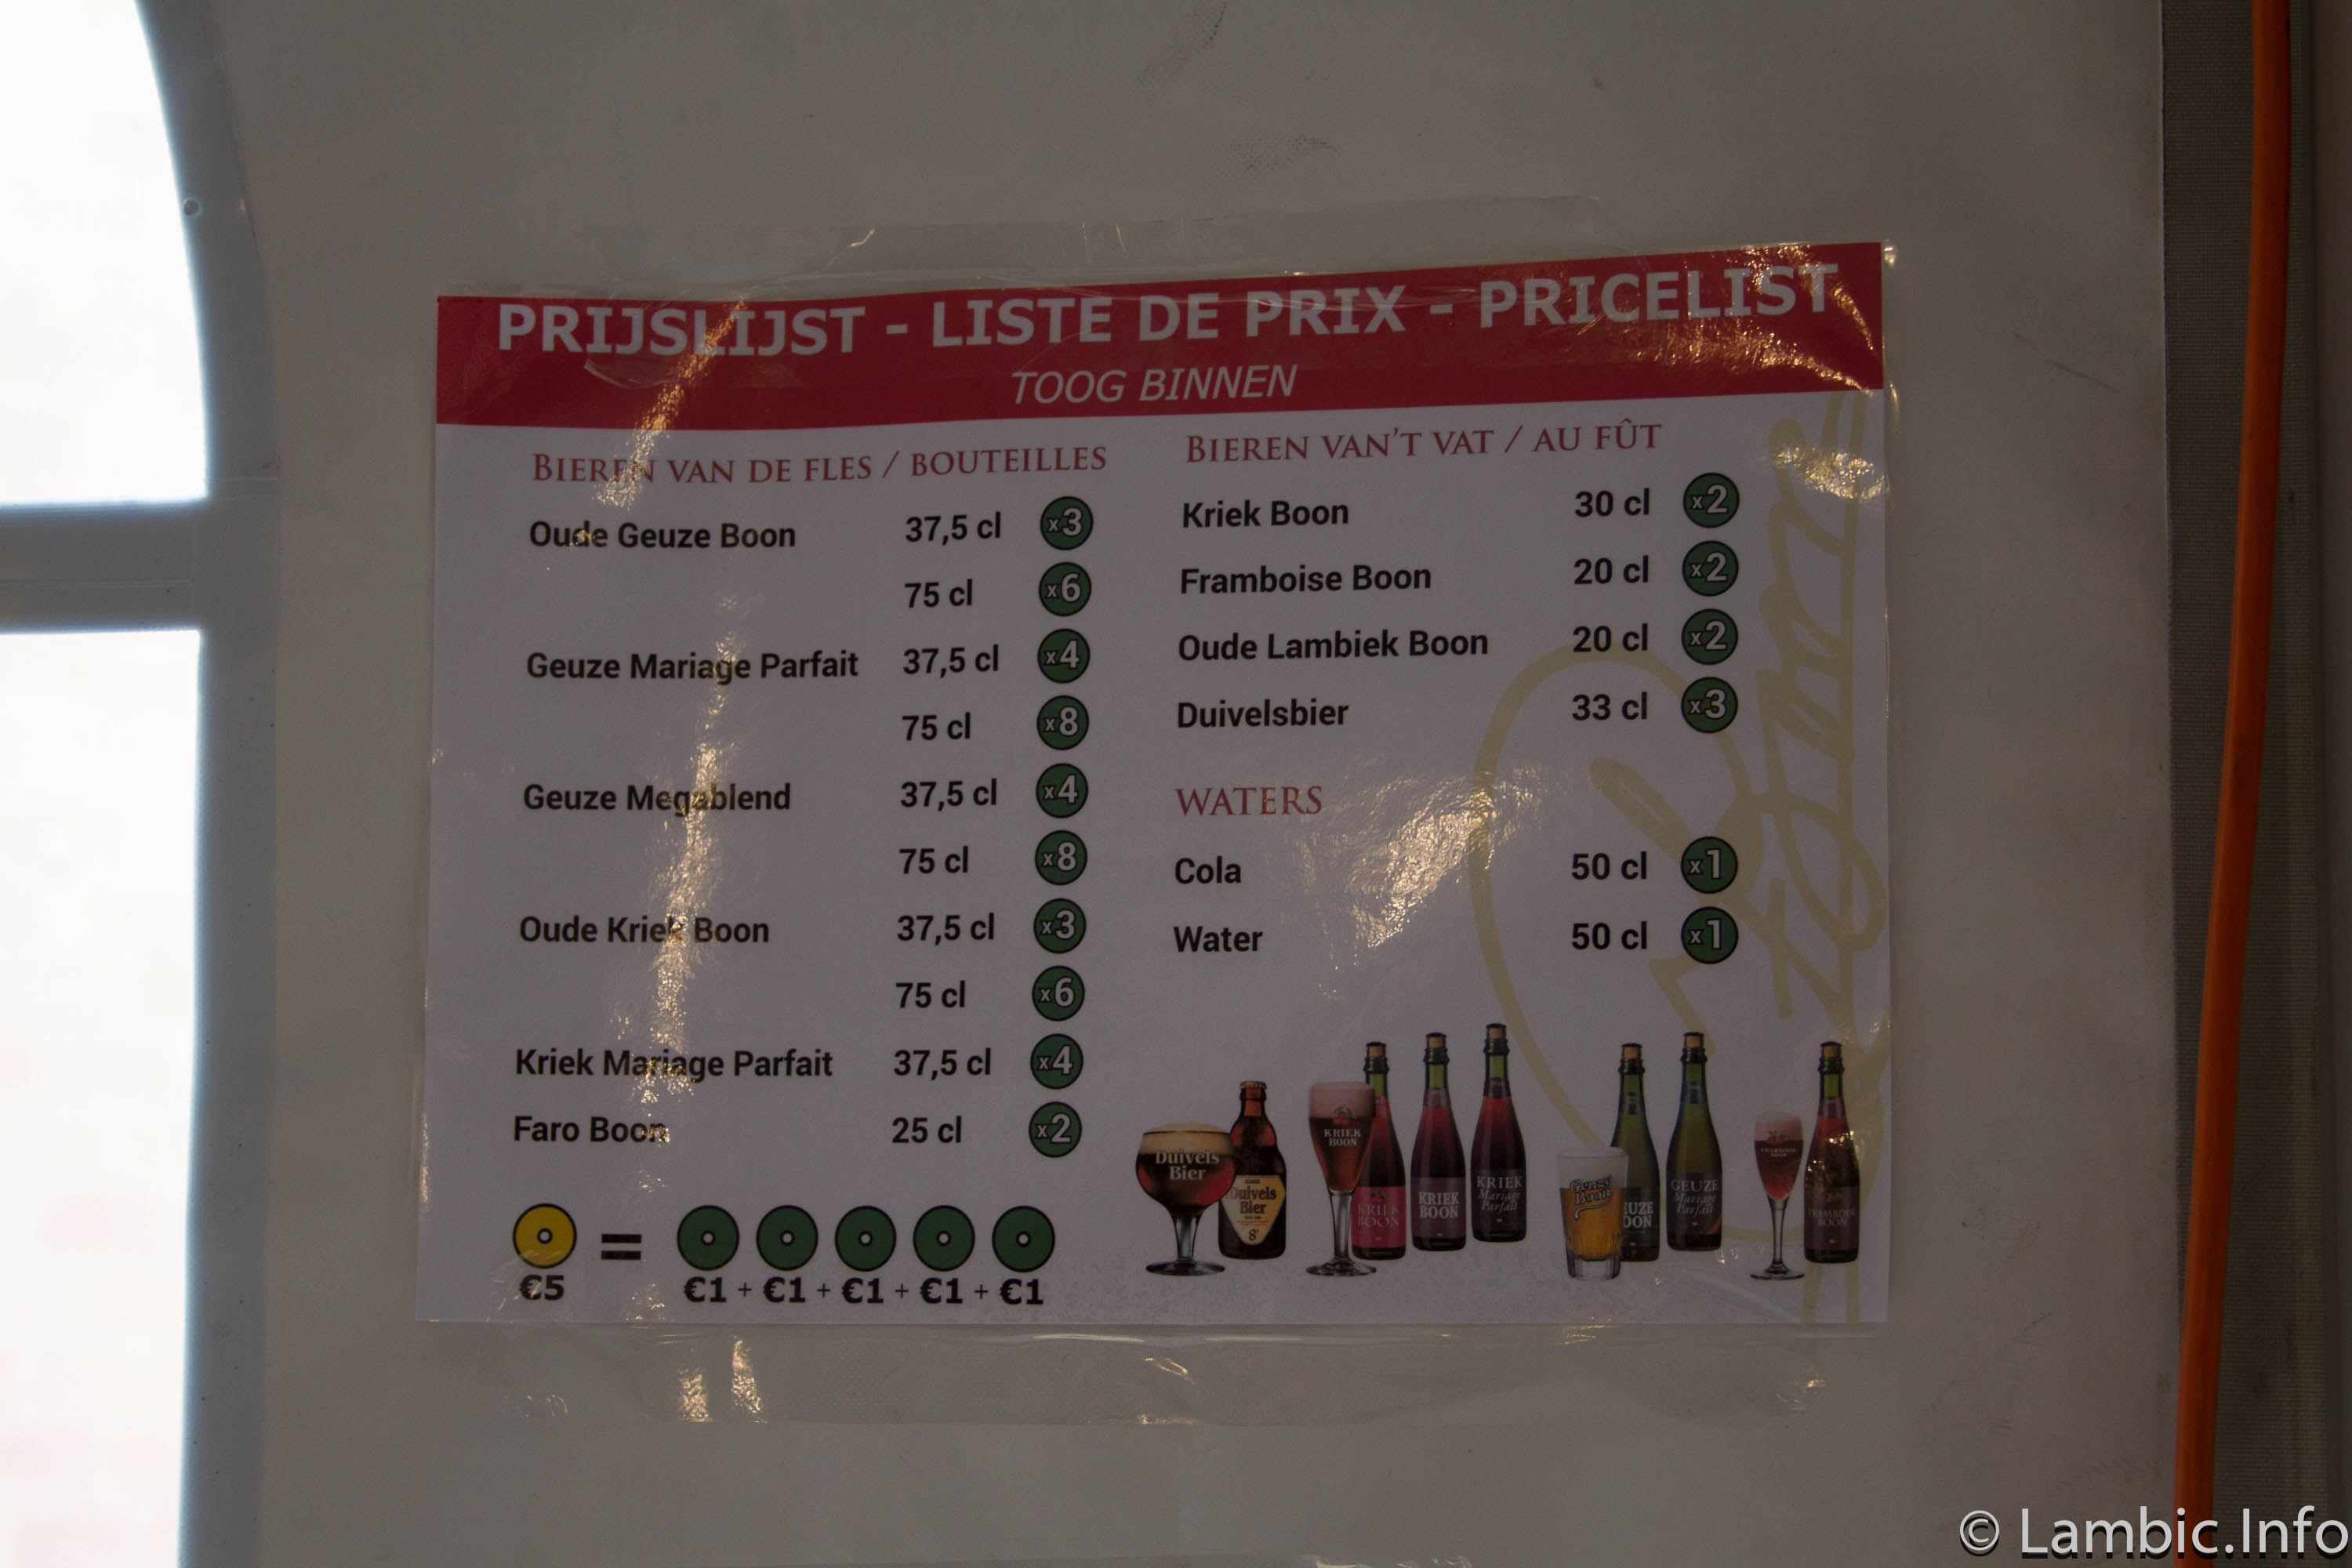 PRIJSLIJST - LISTE DE PRIX - PRICELIST
TOOG BINNEN
BIEREN VAN DE FLES / BOUTEILLES
Oude Geuze Boon 37,5 cl x3
75 cl x6
Geuze Mariage Parfait 37,5 cl x4
75 cl x8
Geuze Megablend 37,5 cl x4
75 cl x8
Oude Kriek Boon 37,5 cl x3
75 cl x6
Kriek Mariage Parfait 37,5 cl x4
Faro Boon 25 cl x2
€5 = €1 + €1 + €1 + €1 + €1
BIEREN VAN'T VAT / AU FÛT
Kriek Boon 30 cl x2
Framboise Boon 20 cl x2
Oude Lambiek Boon 20 cl x2
Duivelsbier 33 cl x3
WATERS
Cola 50 cl x1
Water 50 cl x1
Duivels
Bier
Duivels
Bier
8°
KRIEK
BOON
KRIEK
BOON
KRIEK
BOON
KRIEK
Mariage
Parfait
Geuze
Boon
GEUZE
Mariage
Parfait
FRAMBOISE
BOON
Boon
© Lambic.Info